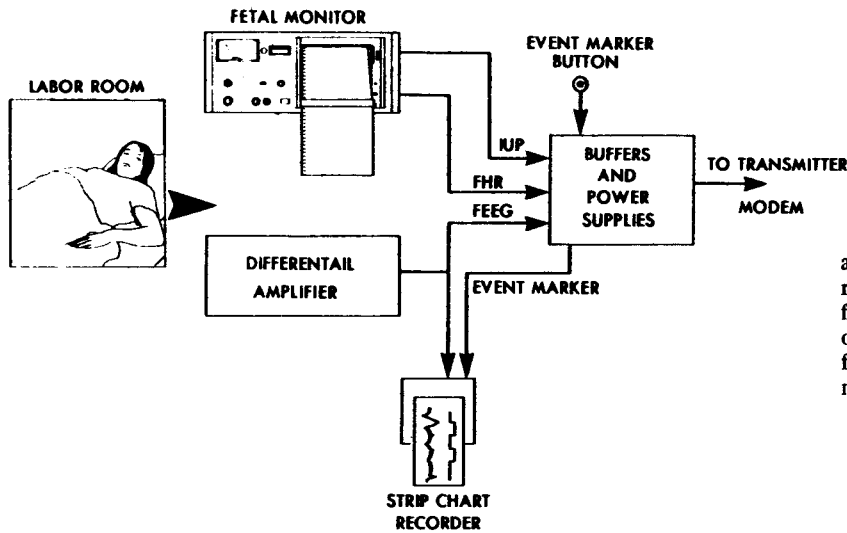 FETAL MONITOR
LABOR ROOM
EVENT MARKER
BUTTON
IUP
FHR
FEEG
BUFFERS
AND
POWER
SUPPLIES
TO TRANSMITTER
MODEM
DIFFERENTAIL
AMPLIFIER
EVENT MARKER
STRIP CHART
RECORDER
a
r
f
c
f